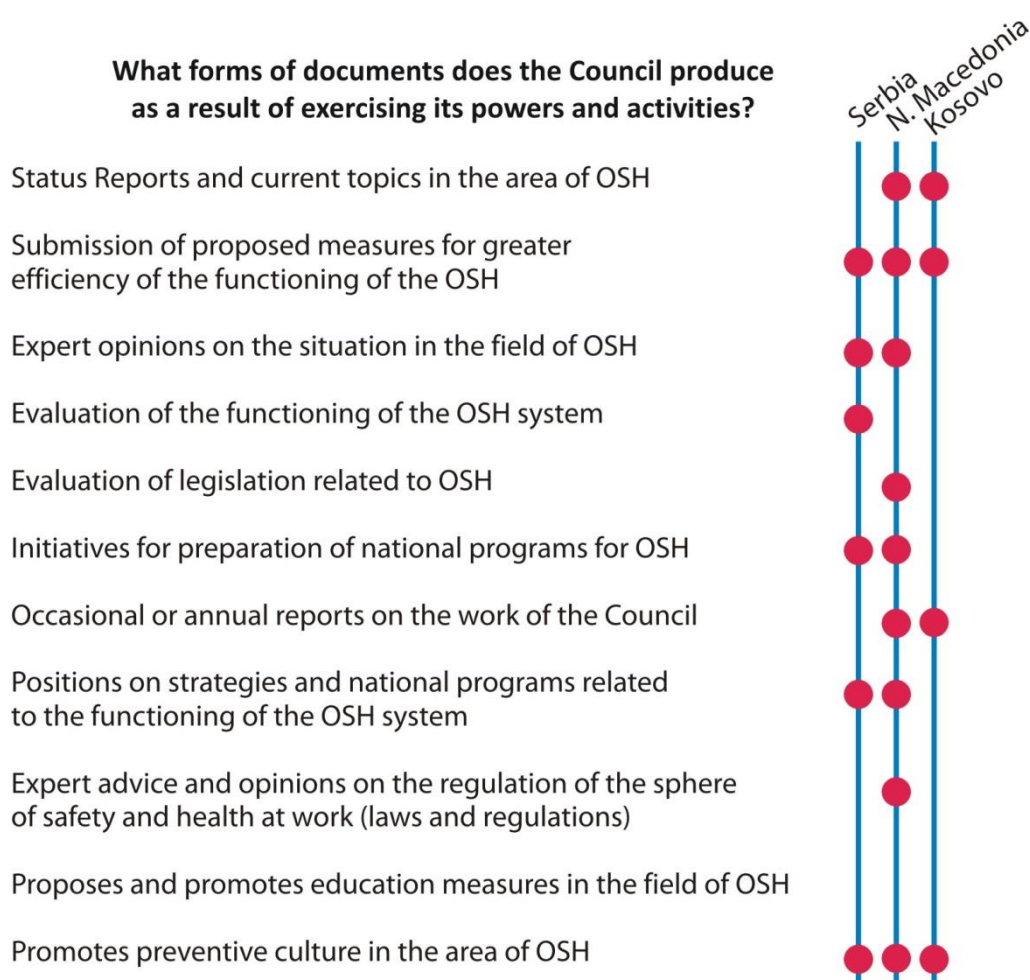 What forms of documents does the Council produce
as a result of exercising its powers and activities?
Serbia
N. Macedonia
Kosovo
Status Reports and current topics in the area of OSH
Submission of proposed measures for greater
efficiency of the functioning of the OSH
Expert opinions on the situation in the field of OSH
Evaluation of the functioning of the OSH system
Evaluation of legislation related to OSH
Initiatives for preparation of national programs for OSH
Occasional or annual reports on the work of the Council
Positions on strategies and national programs related
to the functioning of the OSH system
Expert advice and opinions on the regulation of the sphere
of safety and health at work (laws and regulations)
Proposes and promotes education measures in the field of OSH
Promotes preventive culture in the area of OSH